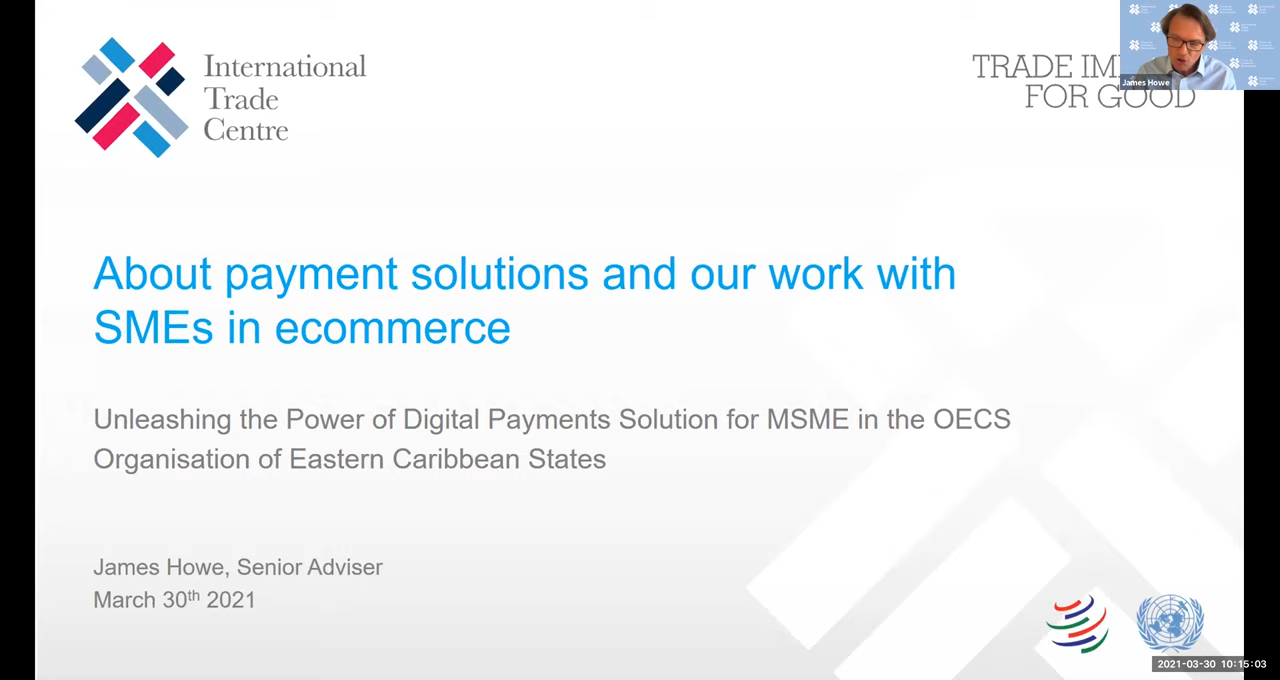 International
Trade
Centre
TRADE IM
FOR GOOD
James Howe
About payment solutions and our work with
SMEs in ecommerce
Unleashing the Power of Digital Payments Solution for MSME in the OECS
Organisation of Eastern Caribbean States
James Howe, Senior Adviser
March 30th 2021
2021-03-30 10:15:03